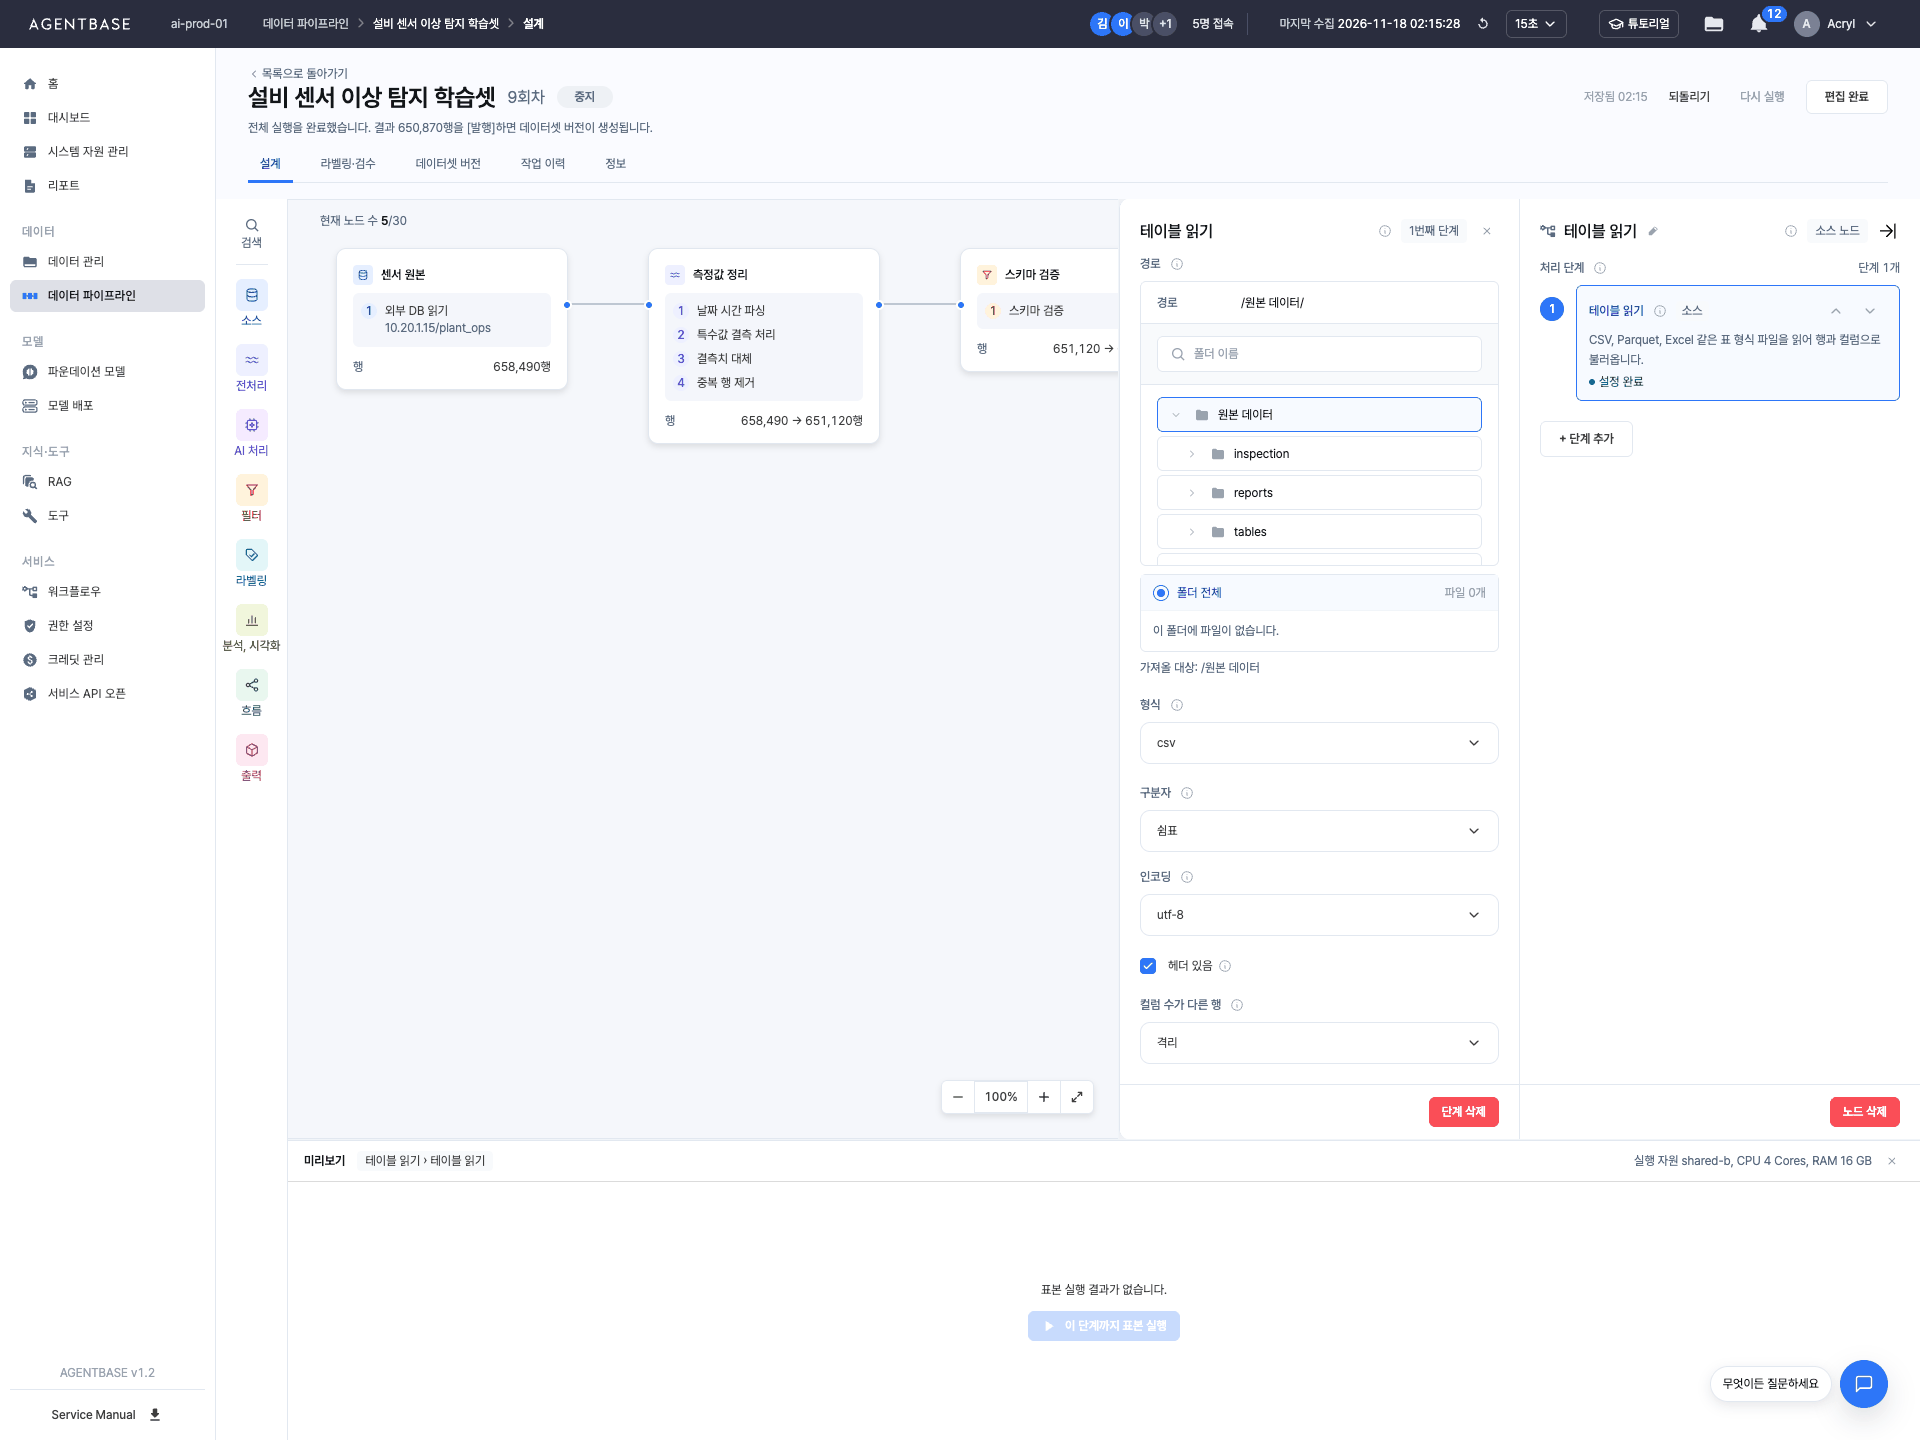 AGENTBASE
ai-prod-01
데이터 파이프라인
설비 센서 이상 탐지 학습셋
설계
김 이 박 +1
5명 접속
마지막 수집 2026-11-18 02:15:28
15초
튜토리얼
12
A
Acryl
홈
대시보드
시스템 자원 관리
리포트
데이터
데이터 관리
데이터 파이프라인
모델
파운데이션 모델
모델 배포
지식·도구
RAG
도구
서비스
워크플로우
권한 설정
크레딧 관리
서비스 API 오픈
AGENTBASE v1.2
Service Manual
목록으로 돌아가기
설비 센서 이상 탐지 학습셋 9회차 중지
전체 실행을 완료했습니다. 결과 650,870행을 [발행]하면 데이터셋 버전이 생성됩니다.
저장됨 02:15
되돌리기
다시 실행
편집 완료
설계
라벨링·검수
데이터셋 버전
작업 이력
정보
검색
소스
전처리
AI 처리
필터
라벨링
분석, 시각화
흐름
출력
현재 노드 수 5/30
센서 원본
1 외부 DB 읽기
10.20.1.15/plant_ops
행 658,490행
측정값 정리
1 날짜 시간 파싱
2 특수값 결측 처리
3 결측치 대체
4 중복 행 제거
행 658,490 → 651,120행
스키마 검증
1 스키마 검증
행 651,120 →
100%
테이블 읽기
1번째 단계
경로
경로 /원본 데이터/
폴더 이름
원본 데이터
inspection
reports
tables
폴더 전체
파일 0개
이 폴더에 파일이 없습니다.
가져올 대상: /원본 데이터
형식
csv
구분자
쉼표
인코딩
utf-8
헤더 있음
컬럼 수가 다른 행
격리
단계 삭제
테이블 읽기
소스 노드
처리 단계
단계 1개
1
테이블 읽기 소스
CSV, Parquet, Excel 같은 표 형식 파일을 읽어 행과 컬럼으로
불러옵니다.
설정 완료
+ 단계 추가
노드 삭제
미리보기
테이블 읽기 › 테이블 읽기
실행 자원 shared-b, CPU 4 Cores, RAM 16 GB
표본 실행 결과가 없습니다.
이 단계까지 표본 실행
무엇이든 질문하세요